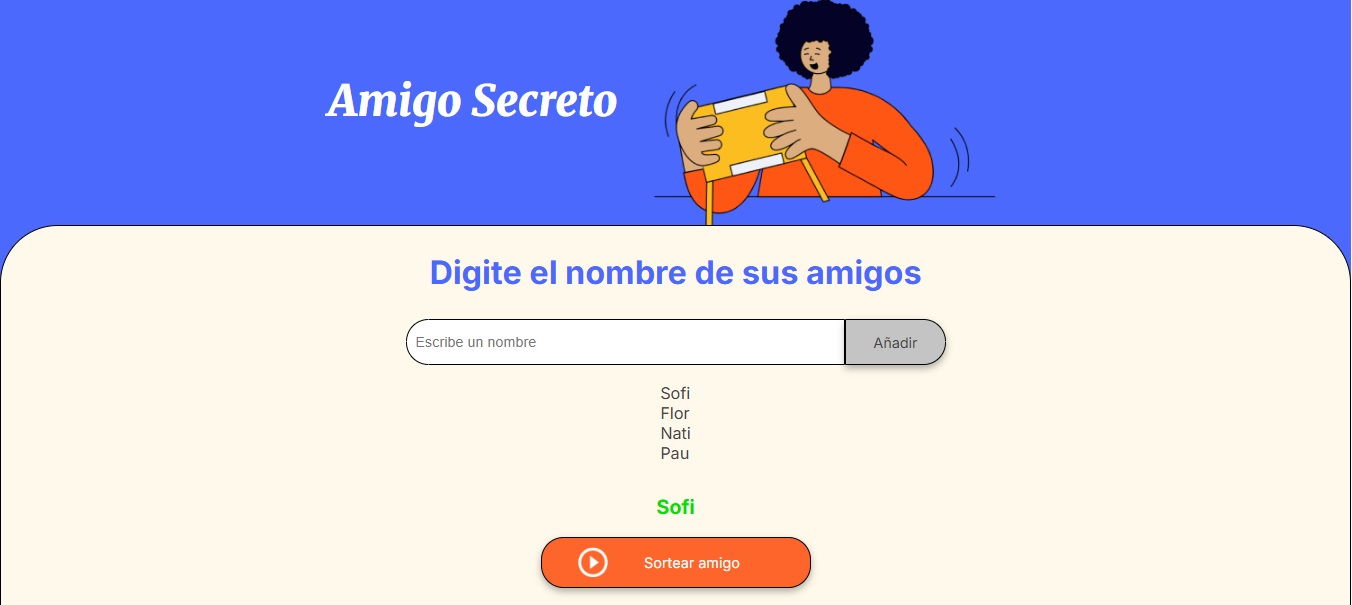 Amigo Secreto
Digite el nombre de sus amigos
Escribe un nombre
Añadir
Sofi
Flor
Nati
Pau
Sofi
Sortear amigo